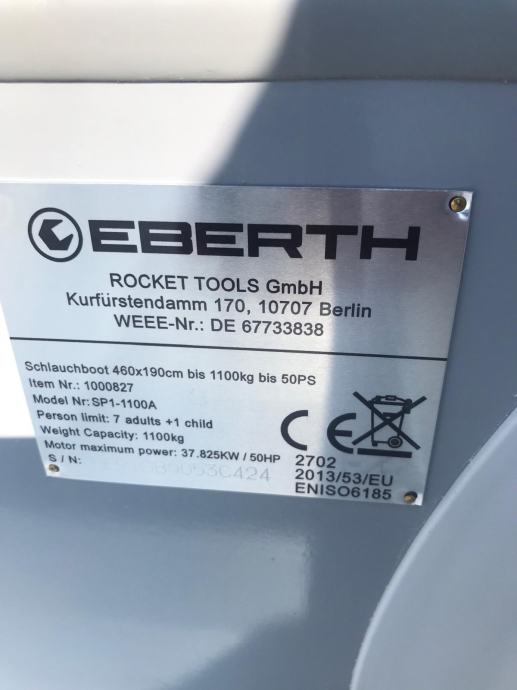 EBERTH
ROCKET TOOLS GmbH
Kurfürstendamm 170, 10707 Berlin
WEEE-Nr.: DE 67733838
Schlauchboot 460x190cm bis 1100kg bis 50PS
Item Nr.: 1000827
Model Nr: SP1-1100A
Person limit: 7 adults +1 child
Weight Capacity: 1100kg
Motor maximum power: 37.825KW / 50HP
S / N:
CE
2702
2013/53/EU
ENISO6185